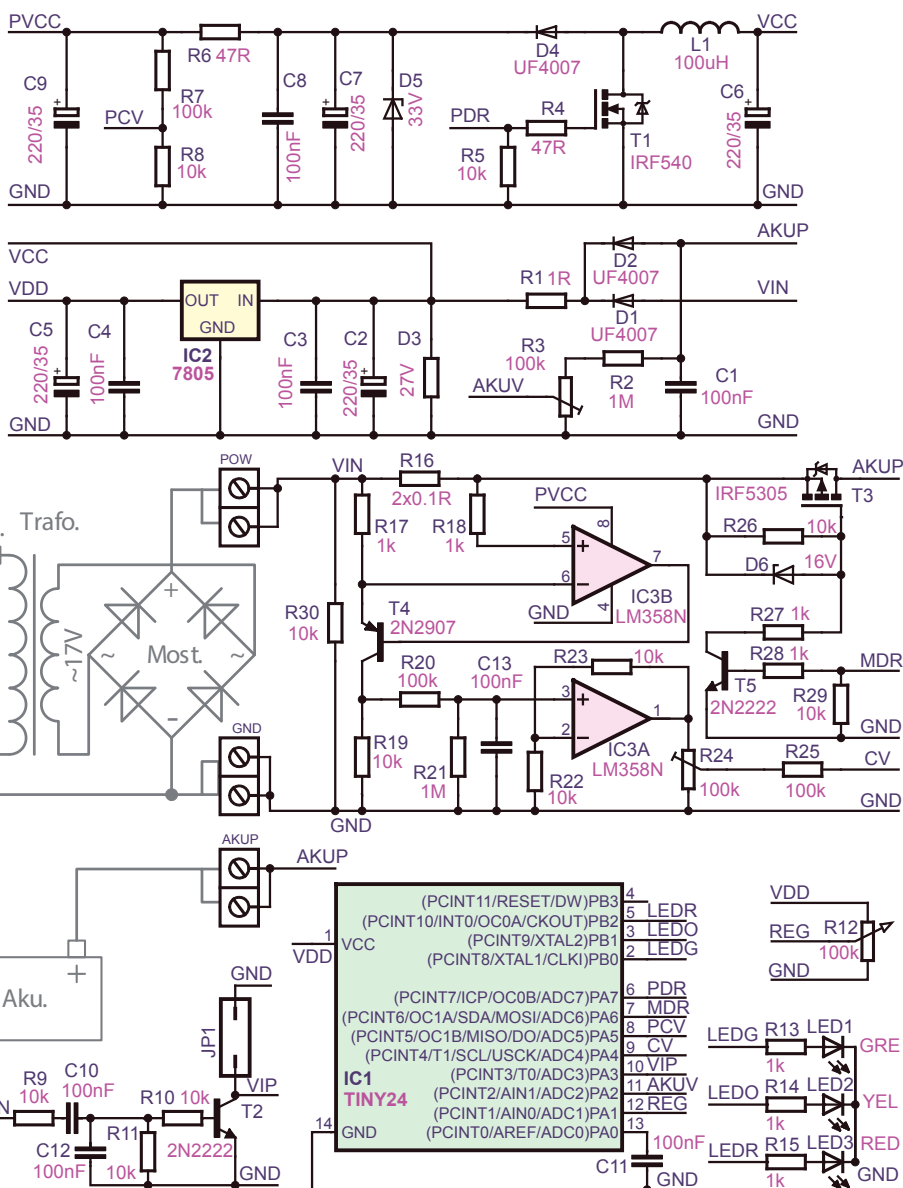 PVCC
VCC
R6 47R
D4
UF4007
L1
100uH
C9
220/35
+
R7
100k
PCV
R8
10k
C8
100nF
C7
220/35
+
D5
33V
PDR
R4
47R
R5
10k
T1
IRF540
C6
220/35
+
GND
GND
VCC
AKUP
VDD
OUT IN
GND
IC2
7805
R1 1R
D2
UF4007
VIN
D1
UF4007
C5
220/35
+
C4
100nF
C3
100nF
C2
220/35
+
D3
27V
R3
100k
AKUV
R2
1M
C1
100nF
GND
GND
POW
VIN
R16
2x0.1R
AKUP
IRF5305
T3
Trafo.
R17
1k
R18
1k
PVCC
8
5
+
6
−
7
4
IC3B
LM358N
GND
R26
10k
D6
16V
~17V
+
~
Most.
~
-
R30
10k
T4
2N2907
R27 1k
R28 1k
MDR
T5
2N2222
R29
10k
GND
R20
100k
C13
100nF
R23
10k
3
+
2
−
1
IC3A
LM358N
GND
R19
10k
R21
1M
R22
10k
R24
100k
R25
100k
CV
GND
GND
AKUP
AKUP
+
Aku.
GND
JP1
VIP
R9
10k
C10
100nF
R10 10k
T2
2N2222
C12
100nF
R11
10k
GND
1
VCC
VDD
IC1
TINY24
14
GND
(PCINT11/RESET/DW)PB3
4
(PCINT10/INT0/OC0A/CKOUT)PB2
5 LEDR
(PCINT9/XTAL2)PB1
3 LEDO
(PCINT8/XTAL1/CLKI)PB0
2 LEDG
(PCINT7/ICP/OC0B/ADC7)PA7
6 PDR
(PCINT6/OC1A/SDA/MOSI/ADC6)PA6
7 MDR
(PCINT5/OC1B/MISO/DO/ADC5)PA5
8 PCV
(PCINT4/T1/SCL/USCK/ADC4)PA4
9 CV
(PCINT3/T0/ADC3)PA3
10 VIP
(PCINT2/AIN1/ADC2)PA2
11 AKUV
(PCINT1/AIN0/ADC1)PA1
12 REG
(PCINT0/AREF/ADC0)PA0
13
100nF
C11
GND
VDD
REG R12
100k
GND
LEDG R13 LED1
1k
GRE
LEDO R14 LED2
1k
YEL
LEDR R15 LED3
1k
RED
GND